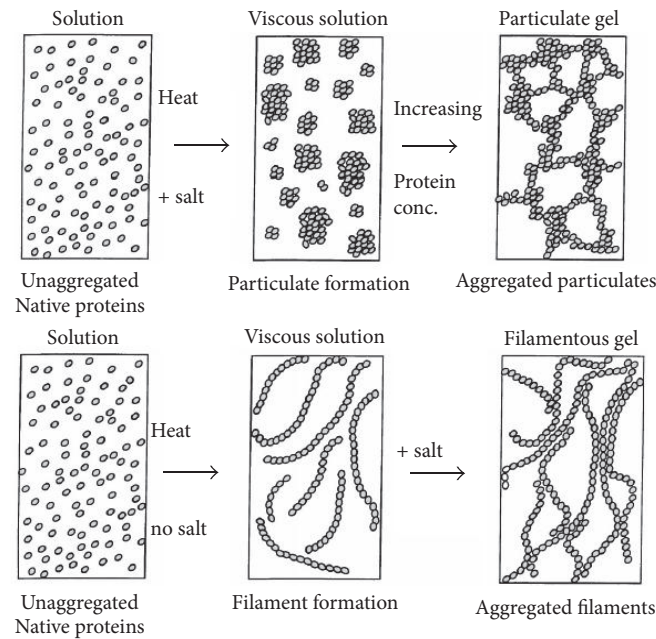 Solution
Viscous solution
Particulate gel
Heat
+ salt
Increasing
Protein
conc.
Unaggregated
Native proteins
Particulate formation
Aggregated particulates
Solution
Viscous solution
Filamentous gel
Heat
no salt
+ salt
Unaggregated
Native proteins
Filament formation
Aggregated filaments